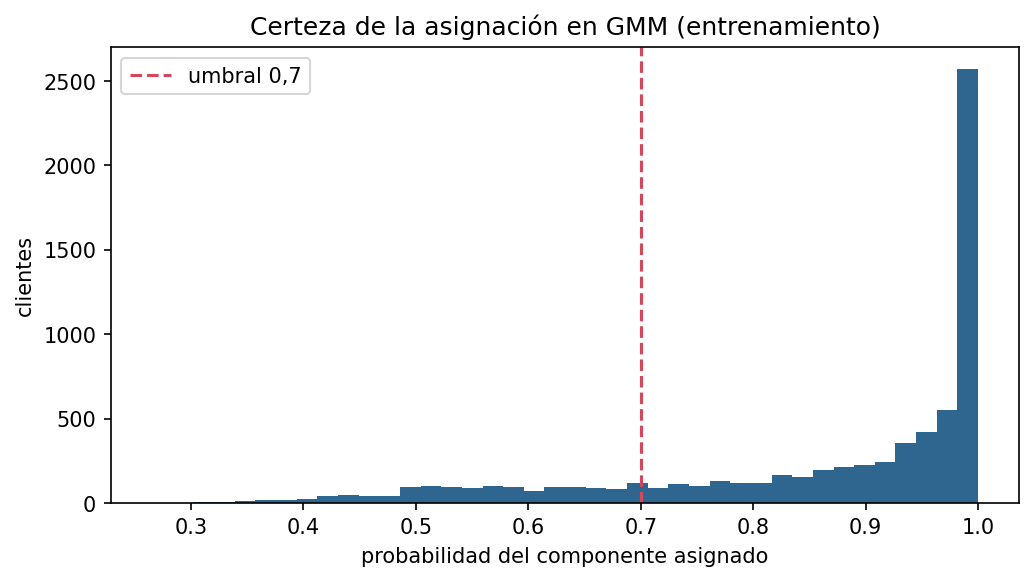 Certeza de la asignación en GMM (entrenamiento)
umbral 0,7
2500
2000
1500
1000
500
0
clientes
0.3 0.4 0.5 0.6 0.7 0.8 0.9 1.0
probabilidad del componente asignado